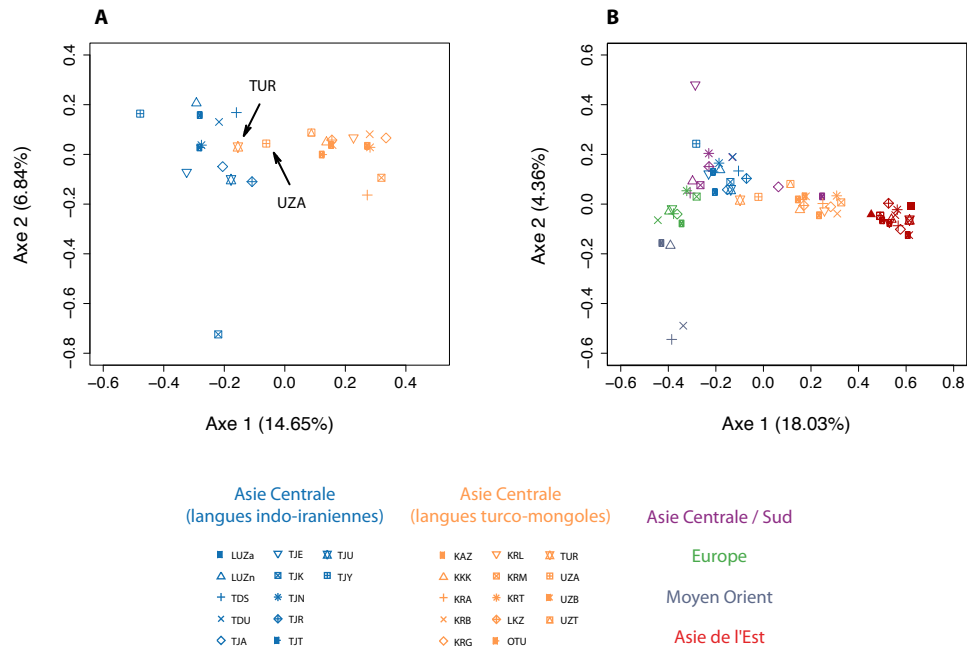 A
B
TUR
UZA
Axe 2 (6.84%)
0.4
0.2
0.0
−0.2
−0.4
−0.6
−0.8
−0.6
−0.4
−0.2
0.0
0.2
0.4
Axe 1 (14.65%)
Axe 2 (4.36%)
0.6
0.4
0.2
0.0
−0.2
−0.4
−0.6
−0.6
−0.4
−0.2
0.0
0.2
0.4
0.6
0.8
Axe 1 (18.03%)
Asie Centrale
(langues indo-iraniennes)
LUZa TJE TJU
LUZn TJK TJY
TDS TJN
TDU TJR
TJA TJT
Asie Centrale
(langues turco-mongoles)
KAZ KRL TUR
KKK KRM UZA
KRA KRT UZB
KRB LKZ UZT
KRG OTU
Asie Centrale / Sud
Europe
Moyen Orient
Asie de l'Est